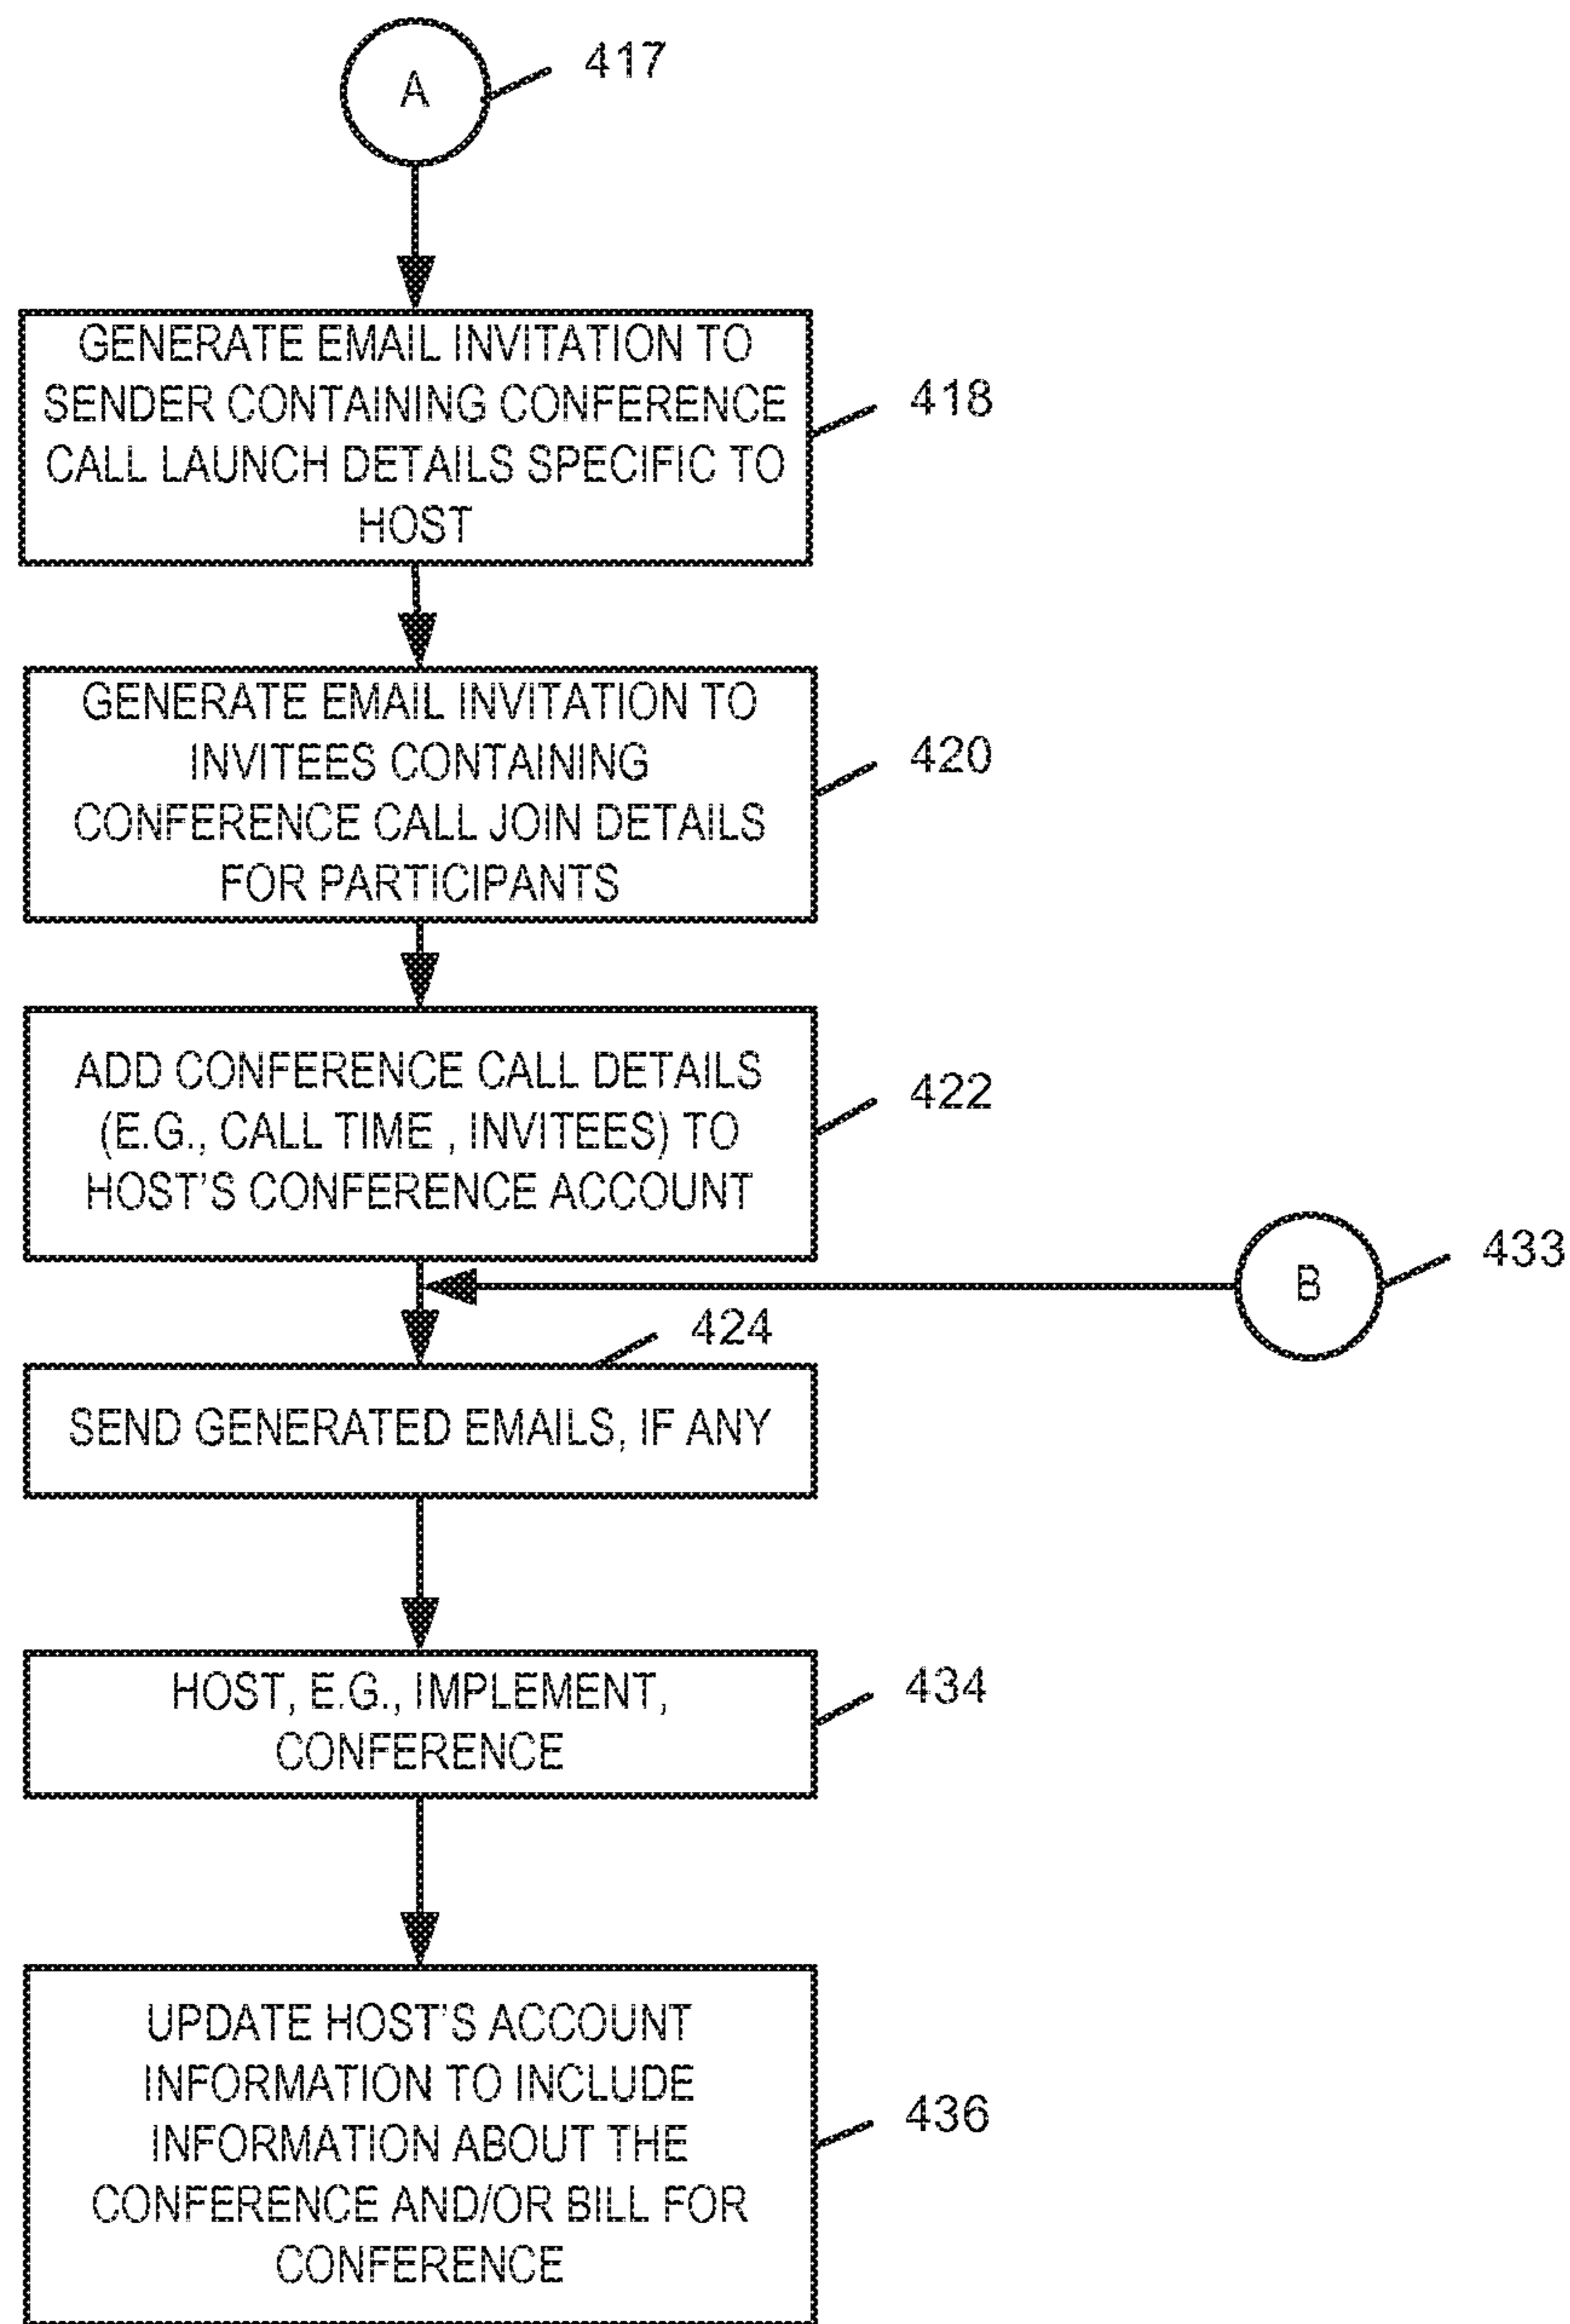 A
417
GENERATE EMAIL INVITATION TO
SENDER CONTAINING CONFERENCE
CALL LAUNCH DETAILS SPECIFIC TO
HOST
418
GENERATE EMAIL INVITATION TO
INVITEES CONTAINING
CONFERENCE CALL JOIN DETAILS
FOR PARTICIPANTS
420
ADD CONFERENCE CALL DETAILS
(E.G., CALL TIME , INVITEES) TO
HOST'S CONFERENCE ACCOUNT
422
B
433
424
SEND GENERATED EMAILS, IF ANY
HOST, E.G., IMPLEMENT,
CONFERENCE
434
UPDATE HOST'S ACCOUNT
INFORMATION TO INCLUDE
INFORMATION ABOUT THE
CONFERENCE AND/OR BILL FOR
CONFERENCE
436